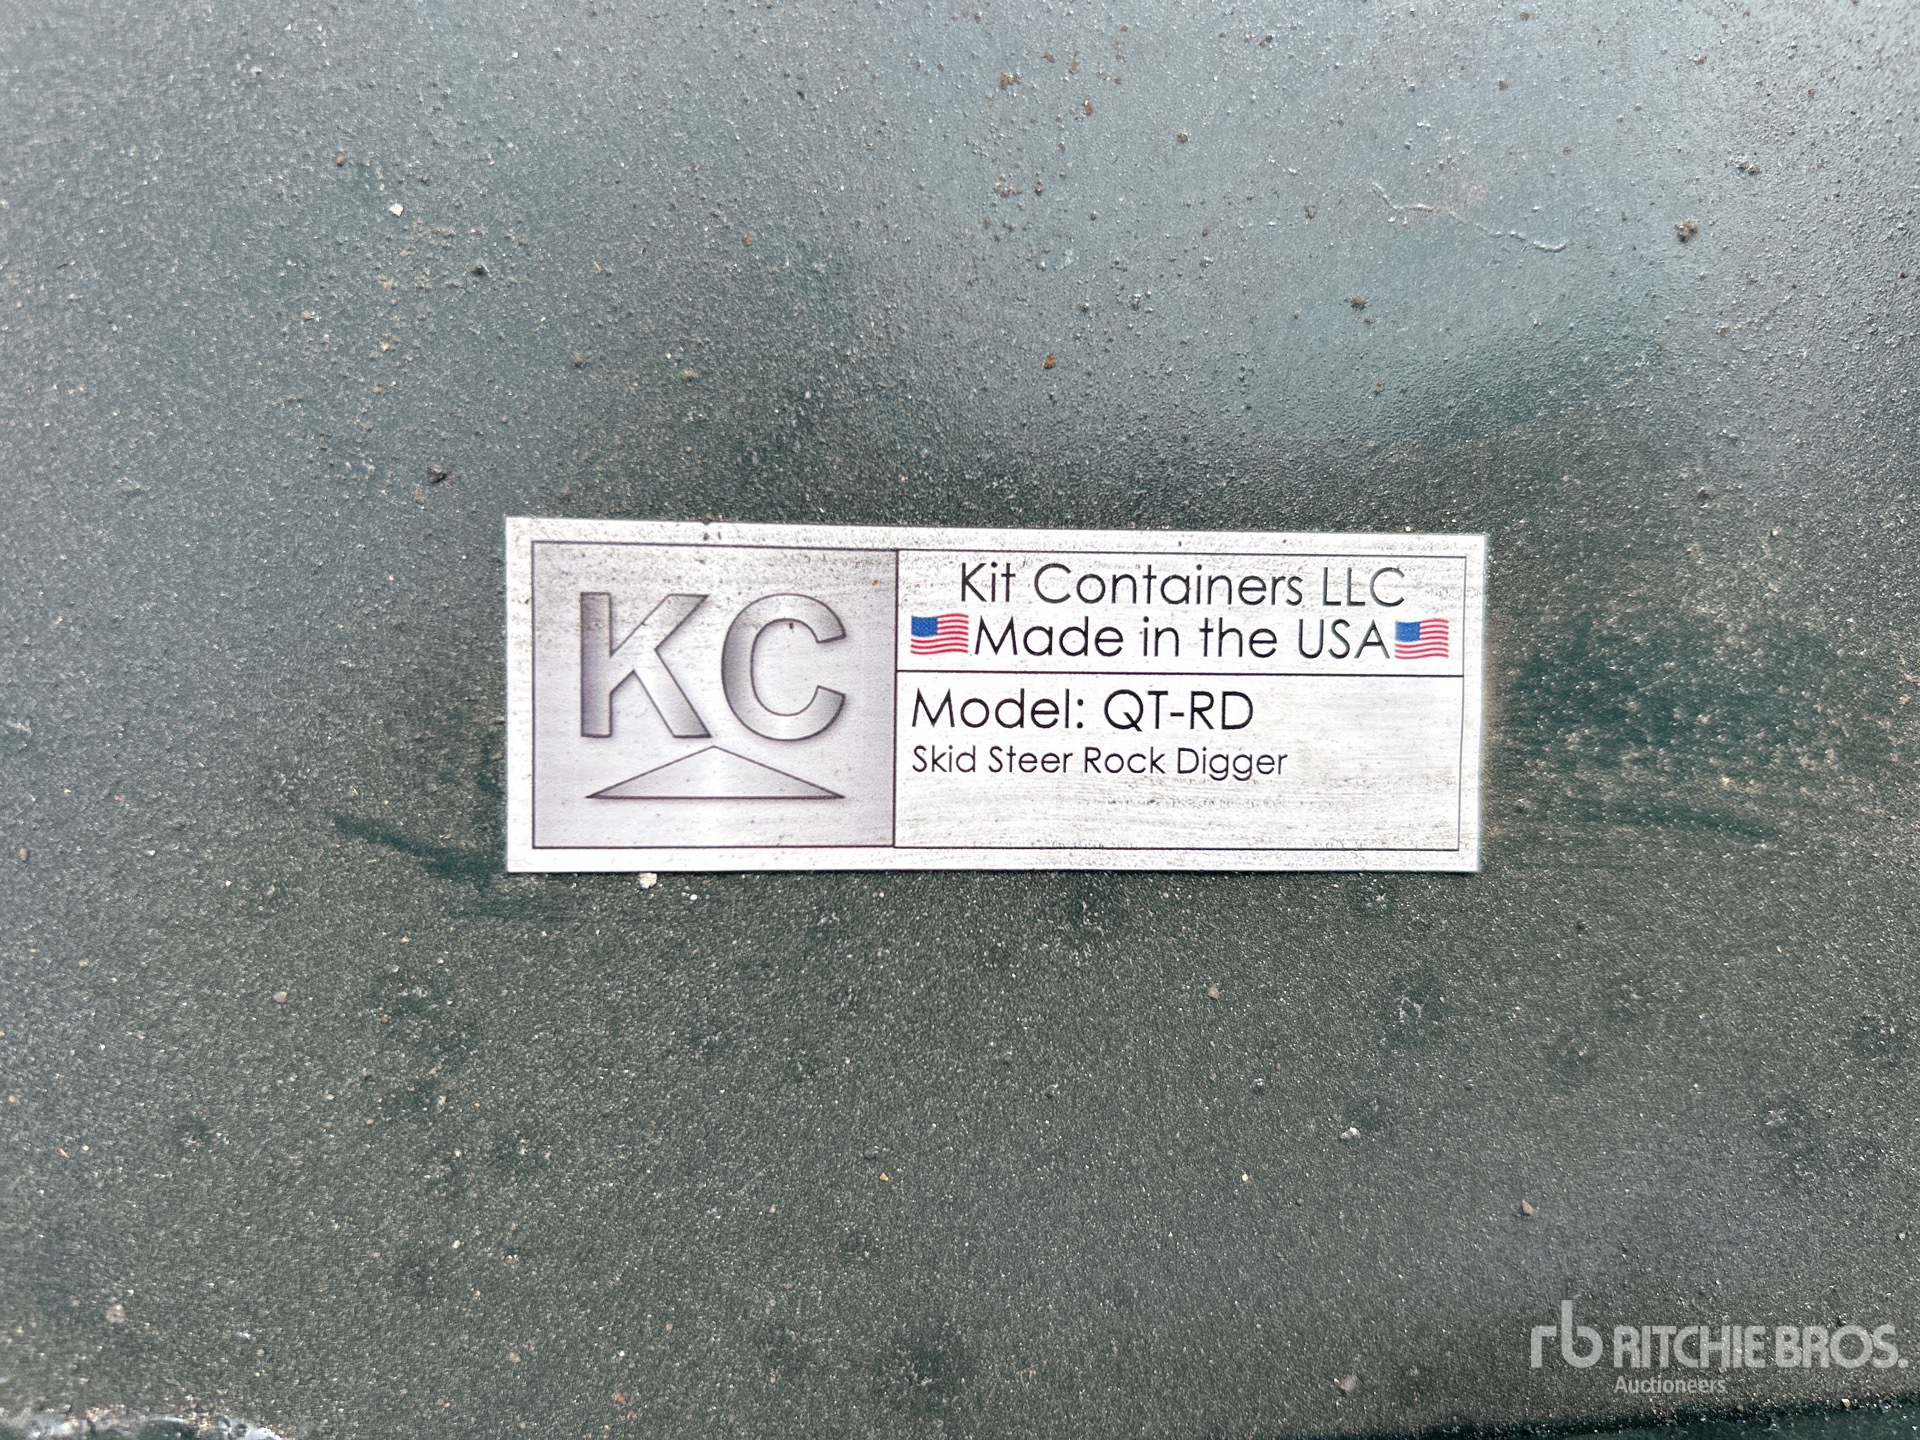 KC
Kit Containers LLC
Made in the USA
Model: QT-RD
Skid Steer Rock Digger
rb RITCHIE BROS.
Auctioneers